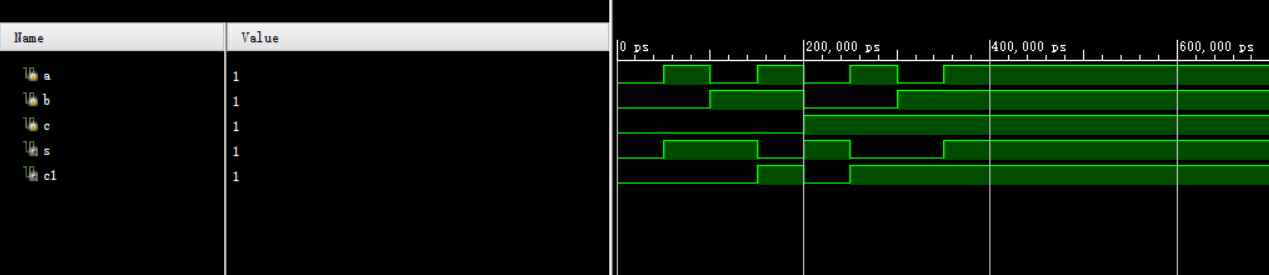 Name Value
0 ps 200,000 ps 400,000 ps 600,000 ps
a 1
b 1
c 1
s 1
c1 1